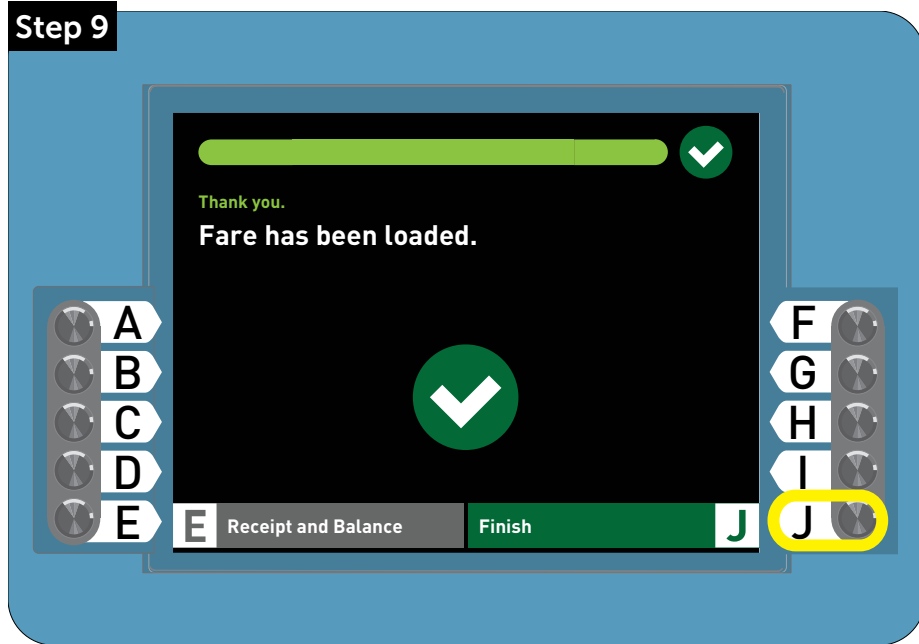 Step 9
Thank you.
Fare has been loaded.
A
B
C
D
E
F
G
H
I
J
E Receipt and Balance
Finish J